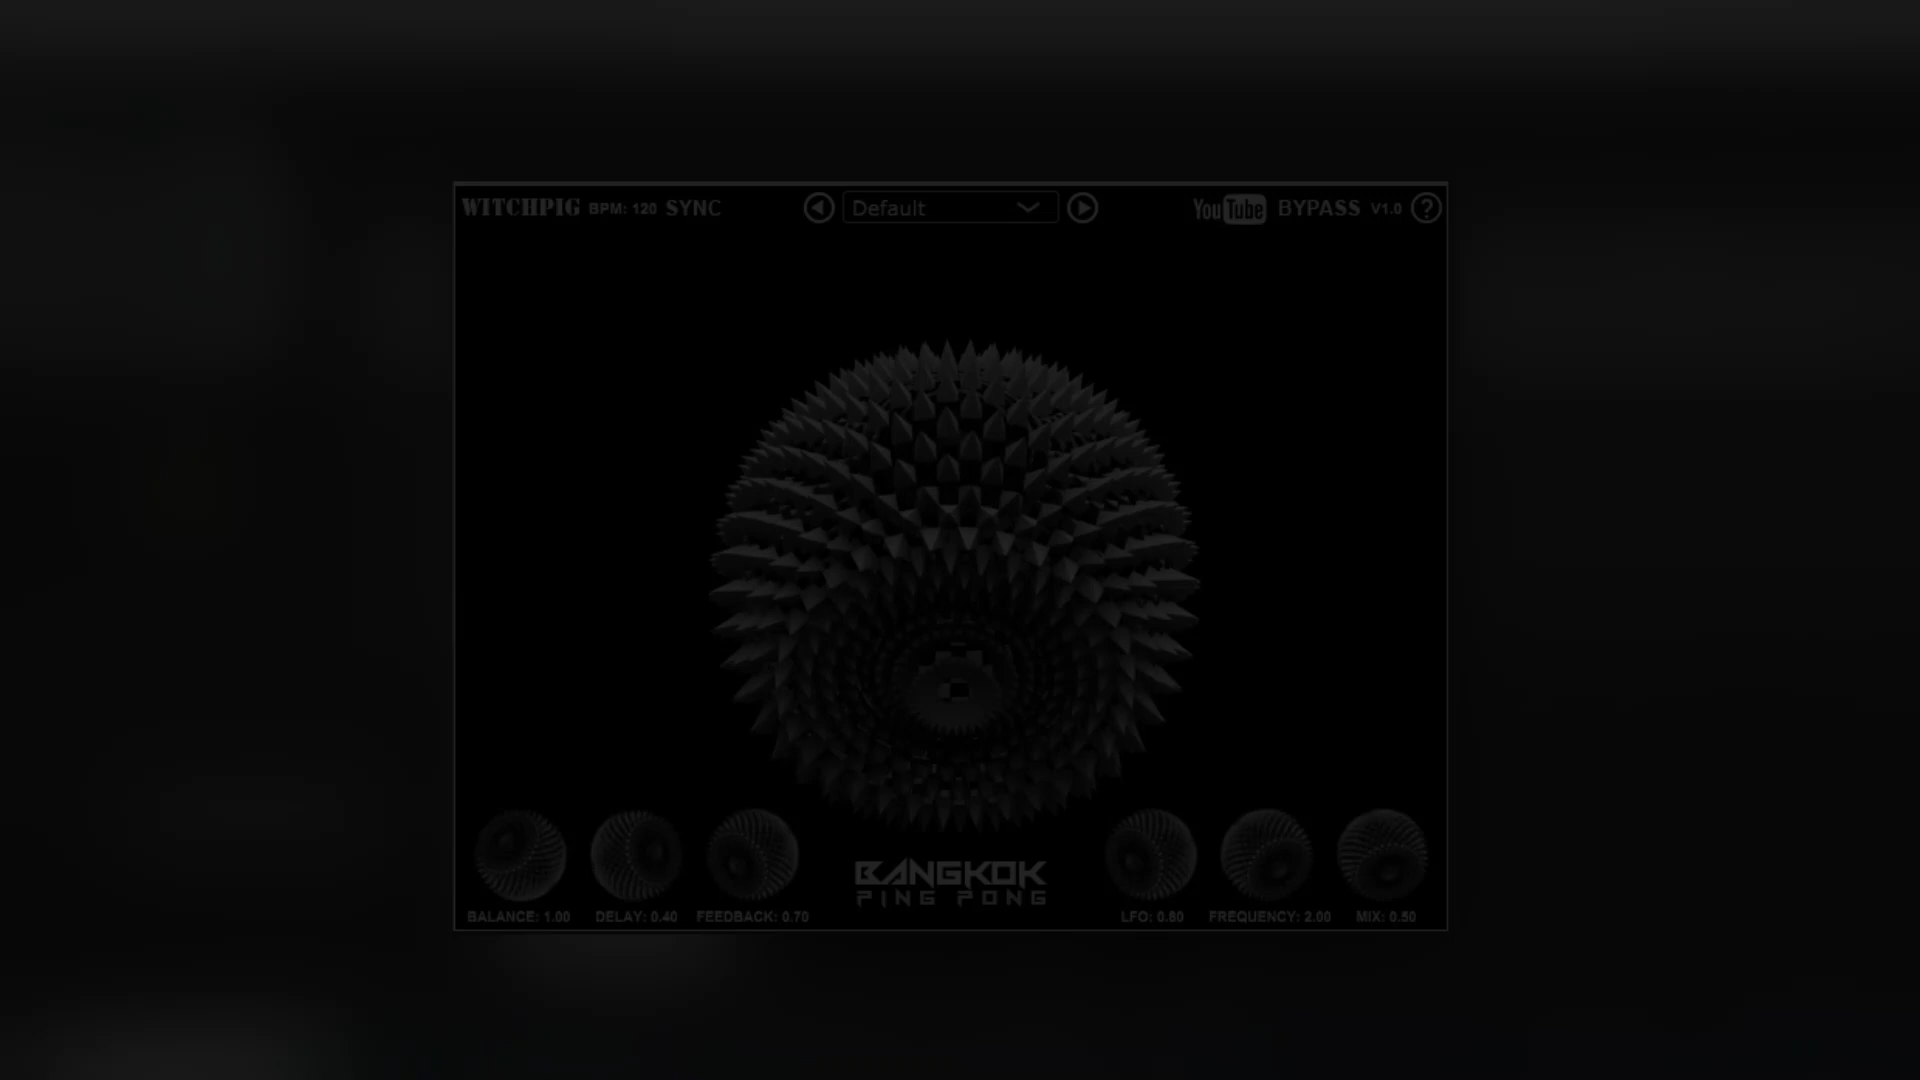 WITCHPIG BPM: 120 SYNC Default YouTube BYPASS V1.0 ?
BANGKOK
PING PONG
BALANCE: 1.00 DELAY: 0.40 FEEDBACK: 0.70 LFO: 0.80 FREQUENCY: 2.00 MIX: 0.50